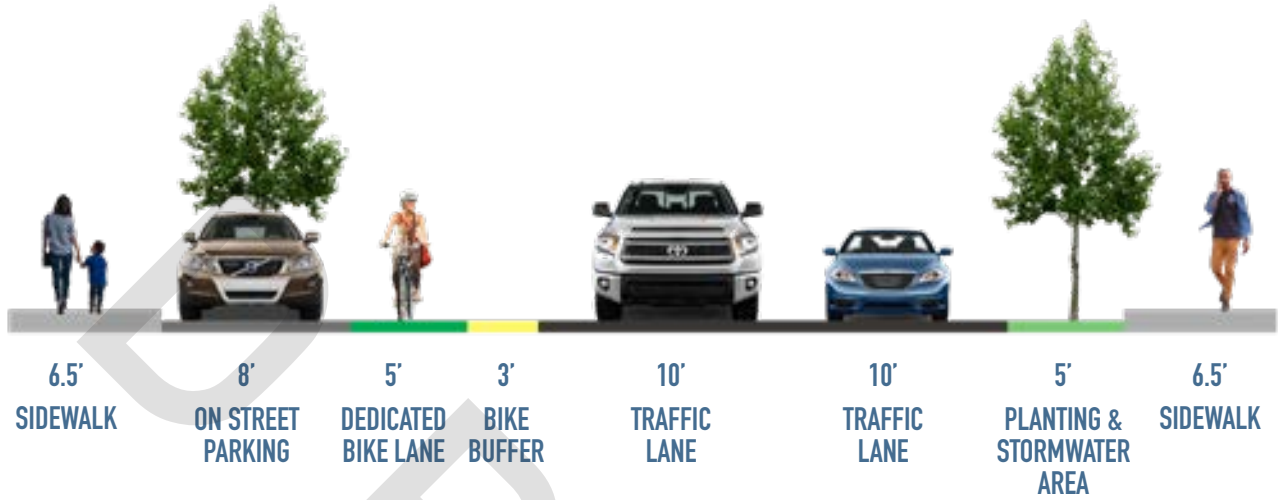 6.5’ 8’ 5’ 3’ 10’ 10’ 5’ 6.5’
SIDEWALK
ON STREET
PARKING
DEDICATED
BIKE LANE
BIKE
BUFFER
TRAFFIC
LANE
TRAFFIC
LANE
PLANTING &
STORMWATER
AREA
SIDEWALK